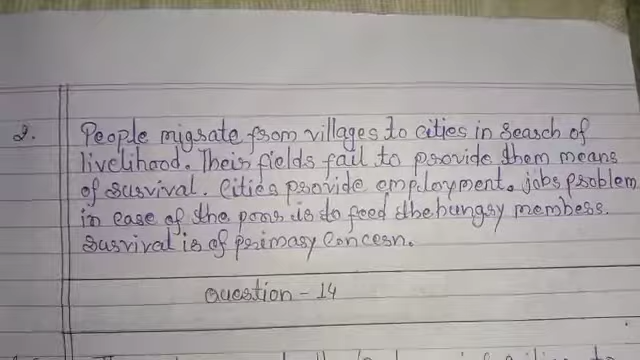 2. People migrate from villages to cities in search of
livelihood. Their fields fail to provide them means
of survival. Cities provide employment. jobs problem
in case of the poor is to feed the hungry members.
Survival is of primary concern.
Question - 14